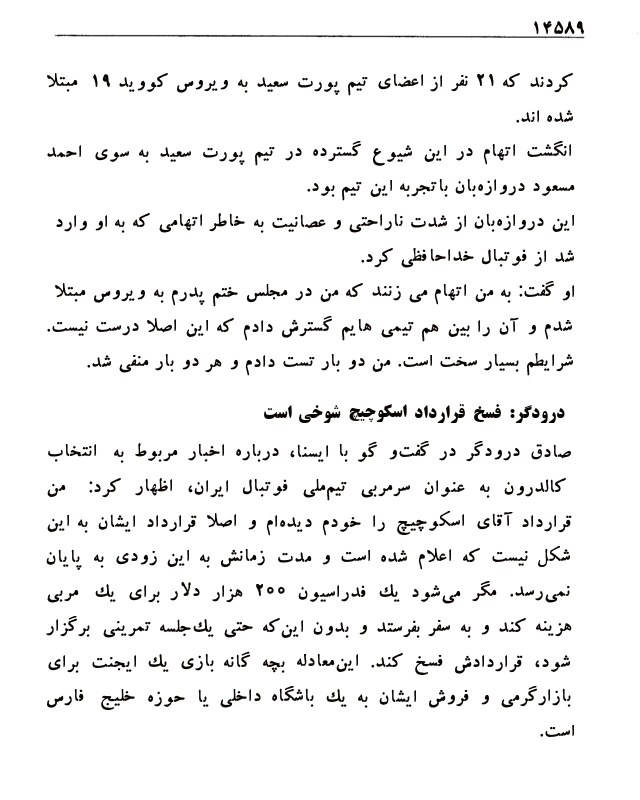 ۱۴۵۸۹
کردند که ۲۱ نفر از اعضای تیم پورت سعید به ویروس کووید ۱۹ مبتلا
شده اند.
انگشت اتهام در این شیوع گسترده در تیم پورت سعید به سوی احمد
مسعود دروازه‌بان باتجربه این تیم بود.
این دروازه‌بان از شدت ناراحتی و عصانیت به خاطر اتهامی که به او وارد
شد از فوتبال خداحافظی کرد.
او گفت: به من اتهام می زنند که من در مجلس ختم پدرم به ویروس مبتلا
شدم و آن را بین هم تیمی هایم گسترش دادم که این اصلا درست نیست.
شرایطم بسیار سخت است. من دو بار تست دادم و هر دو بار منفی شد.
درودگر: فسخ قرارداد اسکوچیچ شوخی است
صادق درودگر در گفت‌و گو با ایسنا، درباره اخبار مربوط به انتخاب
کالدرون به عنوان سرمربی تیم‌ملی فوتبال ایران، اظهار کرد: من
قرارداد آقای اسکوچیچ را خودم دیده‌ام و اصلا قرارداد ایشان به این
شکل نیست که اعلام شده است و مدت زمانش به این زودی به پایان
نمی‌رسد. مگر می‌شود یك فدراسیون ۲۰۰ هزار دلار برای یك مربی
هزینه کند و به سفر بفرستد و بدون این‌که حتی یك‌جلسه تمرینی برگزار
شود، قراردادش فسخ کند. این‌معادله بچه گانه بازی یك ایجنت برای
بازارگرمی و فروش ایشان به یك باشگاه داخلی یا حوزه خلیج فارس
است.